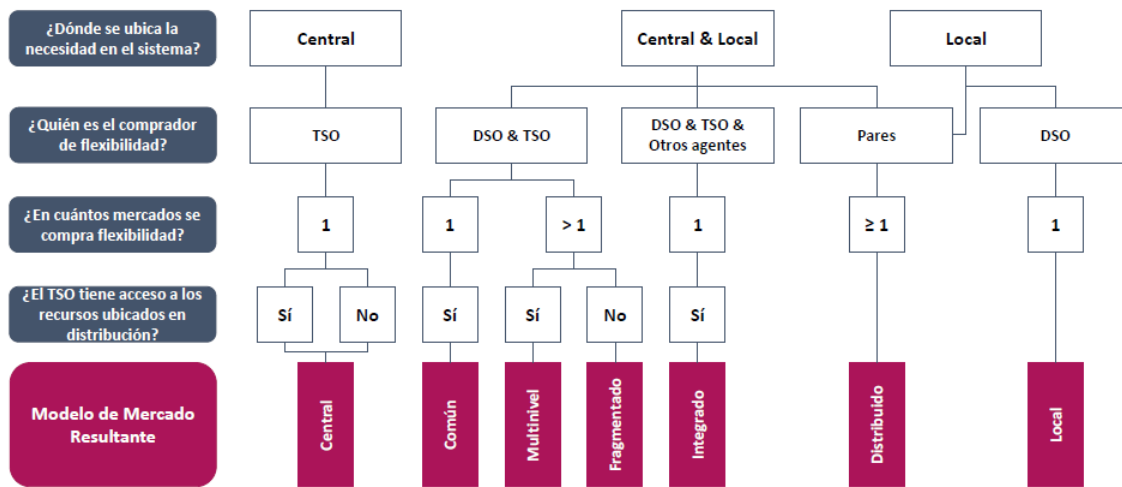 ¿Dónde se ubica la
necesidad en el sistema?
Central
Central & Local
Local
¿Quién es el comprador
de flexibilidad?
TSO
DSO & TSO
DSO & TSO &
Otros agentes
Pares
DSO
¿En cuántos mercados se
compra flexibilidad?
1
1
> 1
1
≥ 1
1
¿El TSO tiene acceso a los
recursos ubicados en
distribución?
Sí
No
Sí
Sí
No
Sí
Modelo de Mercado
Resultante
Central
Común
Multinivel
Fragmentado
Integrado
Distribuido
Local